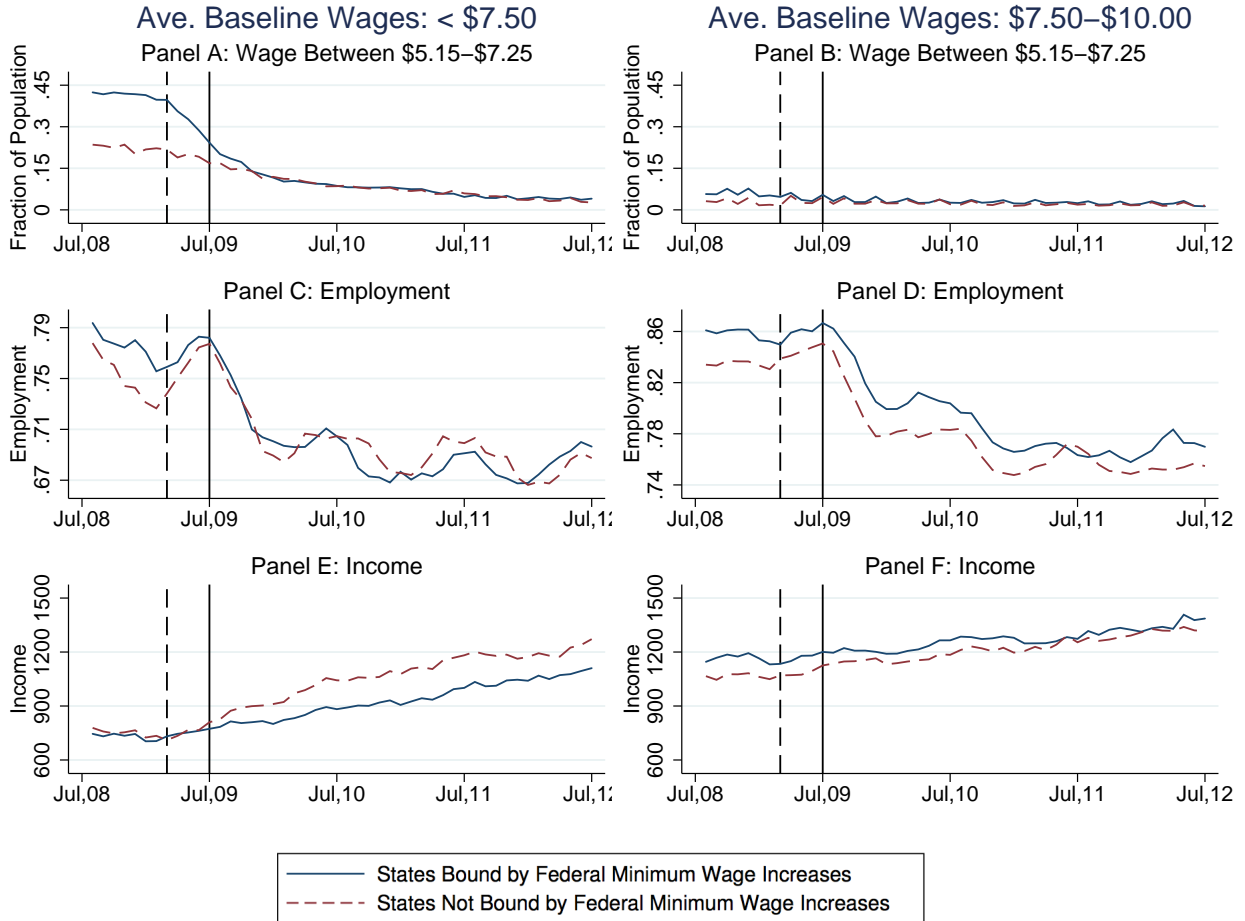 Ave. Baseline Wages: < $7.50
Panel A: Wage Between $5.15–$7.25
Fraction of Population
.45
.3
.15
0
Jul,08 Jul,09 Jul,10 Jul,11 Jul,12
Ave. Baseline Wages: $7.50–$10.00
Panel B: Wage Between $5.15–$7.25
Fraction of Population
.45
.3
.15
0
Jul,08 Jul,09 Jul,10 Jul,11 Jul,12
Panel C: Employment
Employment
.79
.75
.71
.67
Jul,08 Jul,09 Jul,10 Jul,11 Jul,12
Panel D: Employment
Employment
.86
.82
.78
.74
Jul,08 Jul,09 Jul,10 Jul,11 Jul,12
Panel E: Income
Income
1500
1200
900
600
Jul,08 Jul,09 Jul,10 Jul,11 Jul,12
Panel F: Income
Income
1500
1200
900
600
Jul,08 Jul,09 Jul,10 Jul,11 Jul,12
States Bound by Federal Minimum Wage Increases
States Not Bound by Federal Minimum Wage Increases